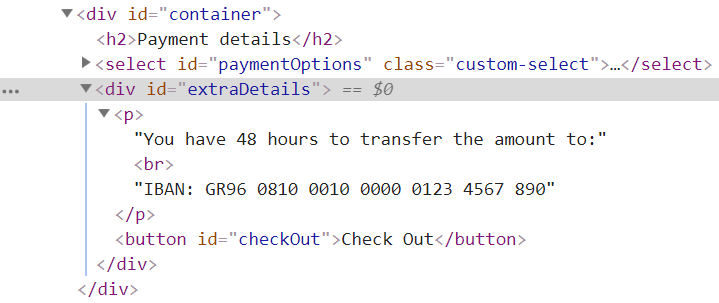 ▼<div id="container">
<h2>Payment details</h2>
▶<select id="paymentOptions" class="custom-select">…</select>
… ▼<div id="extraDetails"> == $0
▼<p>
"You have 48 hours to transfer the amount to:"
<br>
"IBAN: GR96 0810 0010 0000 0123 4567 890"
</p>
<button id="checkOut">Check Out</button>
</div>
</div>